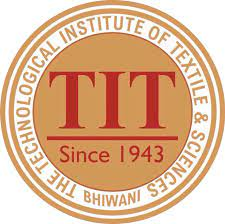 THE TECHNOLOGICAL INSTITUTE OF TEXTILE & SCIENCES
TIT
Since 1943
BHIWANI